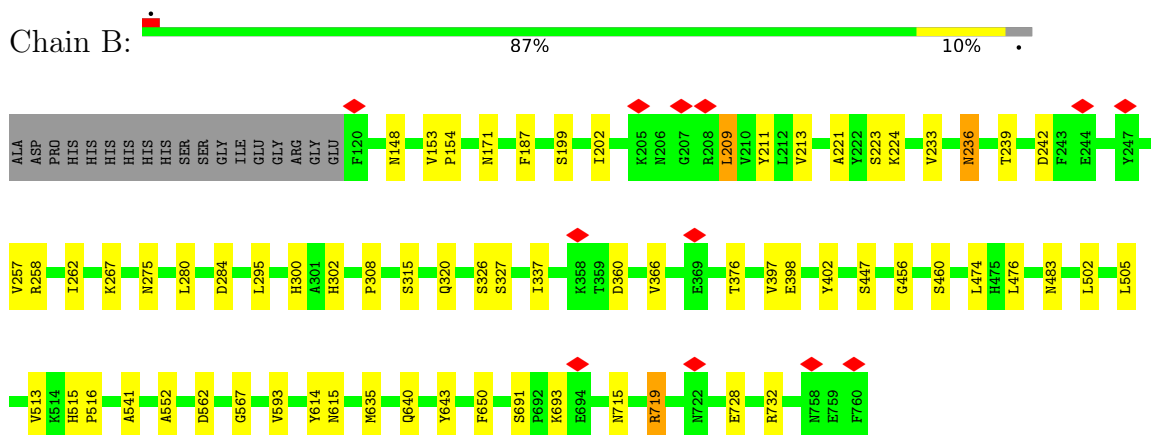 Chain B:
87%
10%
ALA ASP PRO HIS HIS HIS HIS HIS HIS SER SER GLY ILE GLU GLY ARG GLY GLU F120 N148 V153 P154 N171 F187 S199 I202 K205 N206 G207 R208 L209 V210 Y211 L212 V213 A221 Y222 S223 K224 V233 N236 T239 D242 F243 E244 Y247
V257 R258 I262 K267 N275 L280 D284 L295 H300 A301 H302 P308 S315 Q320 S326 S327 I337 K358 T359 D360 V366 E369 T376 V397 E398 Y402 S447 G456 S460 L474 H475 L476 N483 L502 L505
V513 K514 H515 P516 A541 A552 D562 G567 V593 Y614 N615 M635 Q640 Y643 F650 S691 P692 K693 E694 N715 R719 N722 E728 R732 N758 E759 F760